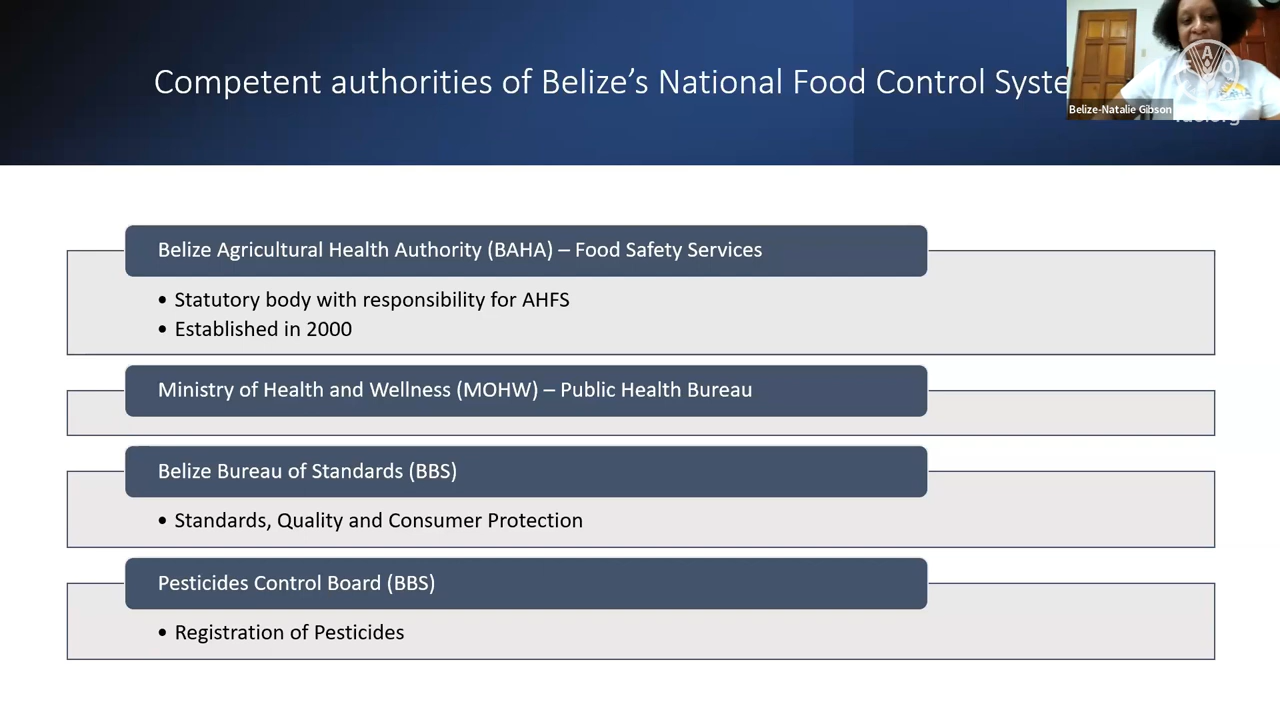 Competent authorities of Belize’s National Food Control Syste
Belize-Natalie Gibson
FAO
Belize Agricultural Health Authority (BAHA) – Food Safety Services
• Statutory body with responsibility for AHFS
• Established in 2000
Ministry of Health and Wellness (MOHW) – Public Health Bureau
Belize Bureau of Standards (BBS)
• Standards, Quality and Consumer Protection
Pesticides Control Board (BBS)
• Registration of Pesticides